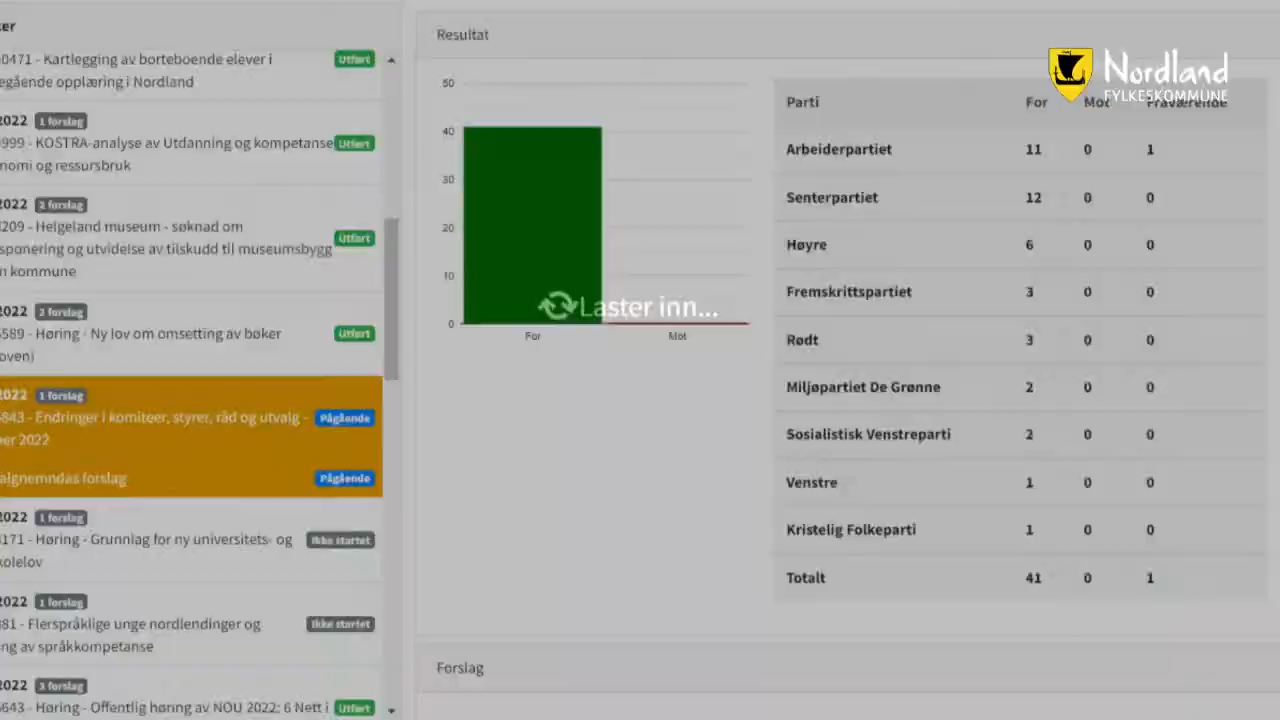 ker
0471 - Kartlegging av borteboende elever i Utført
egående opplæring i Nordland
2022 1 forslag
999 - KOSTRA-analyse av Utdanning og kompetanse Utført
nomi og ressursbruk
2022 2 forslag
209 - Helgeland museum - søknad om
sponering og utvidelse av tilskudd til museumsbygg Utført
n kommune
2022 2 forslag
589 - Høring - Ny lov om omsetting av bøker Utført
oven)
2022 1 forslag
843 - Endringer i komiteer, styrer, råd og utvalg - Pågående
er 2022
algnemndas forslag Pågående
2022 1 forslag
171 - Høring - Grunnlag for ny universitets- og Ikke startet
kolelov
2022 1 forslag
81 - Flerspråklige unge nordlendinger og Ikke startet
ng av språkkompetanse
2022 3 forslag
643 - Høring - Offentlig høring av NOU 2022: 6 Nett i Utført
Resultat
50
40
30
20
10
0
For Mot
Laster inn...
Nordland
FYLKESKOMMUNE
Parti For Mot Fraværende
Arbeiderpartiet 11 0 1
Senterpartiet 12 0 0
Høyre 6 0 0
Fremskrittspartiet 3 0 0
Rødt 3 0 0
Miljøpartiet De Grønne 2 0 0
Sosialistisk Venstreparti 2 0 0
Venstre 1 0 0
Kristelig Folkeparti 1 0 0
Totalt 41 0 1
Forslag